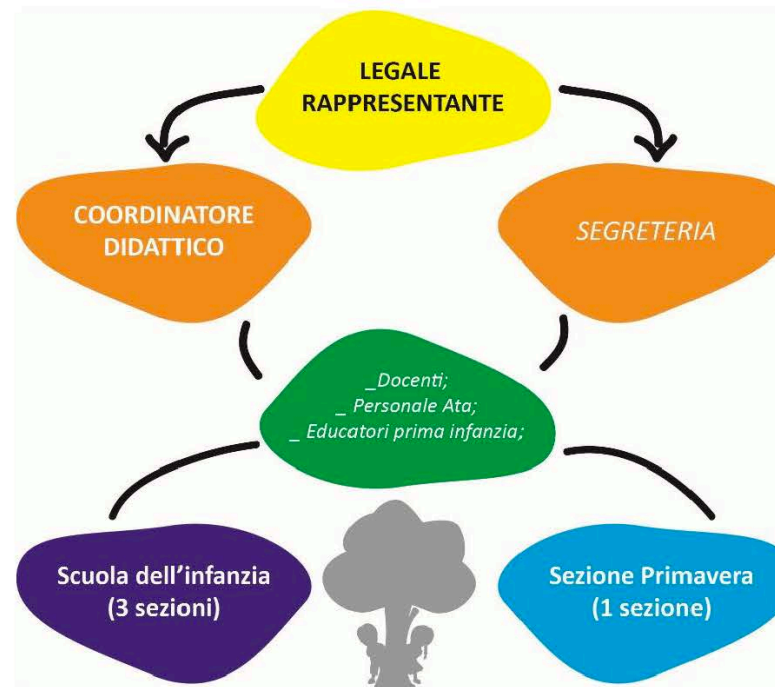 LEGALE
RAPPRESENTANTE
COORDINATORE
DIDATTICO
SEGRETERIA
_Docenti;
_ Personale Ata;
_ Educatori prima infanzia;
Scuola dell'infanzia
(3 sezioni)
Sezione Primavera
(1 sezione)